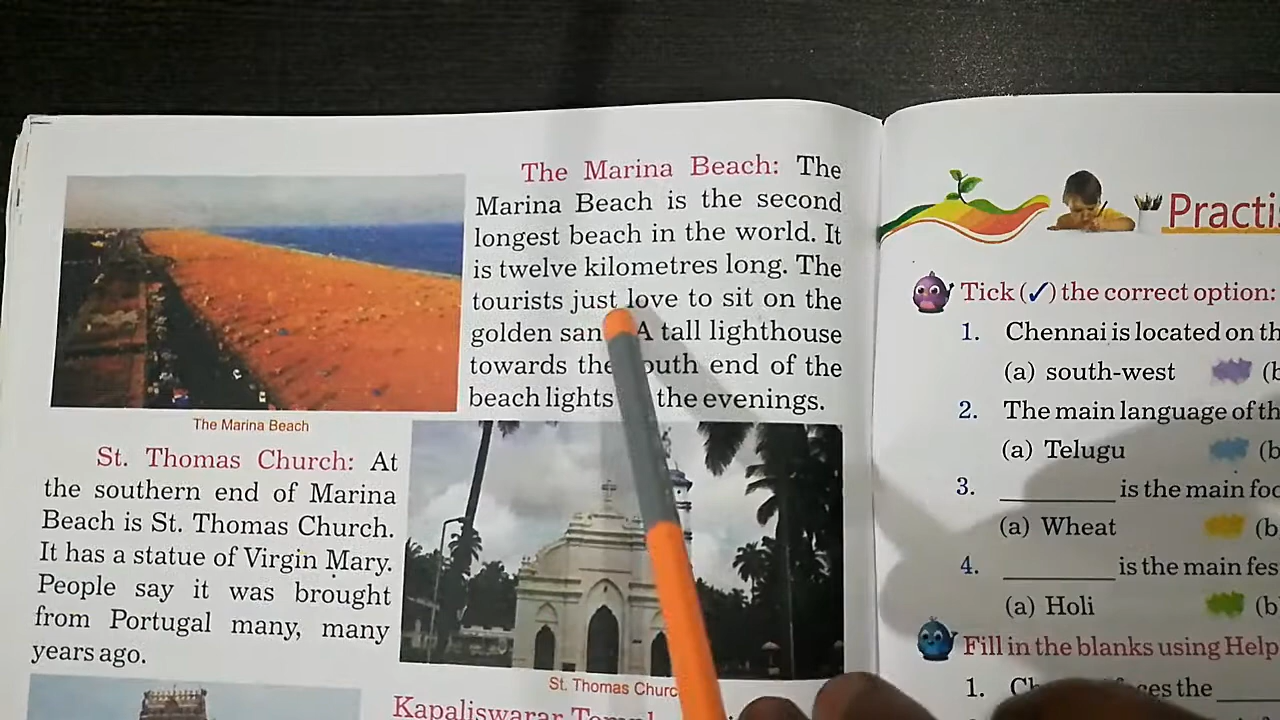 The Marina Beach: The
Marina Beach is the second
longest beach in the world. It
is twelve kilometres long. The
tourists just love to sit on the
golden san A tall lighthouse
towards the south end of the
beach lights the evenings.
The Marina Beach
St. Thomas Church: At
the southern end of Marina
Beach is St. Thomas Church.
It has a statue of Virgin Mary.
People say it was brought
from Portugal many, many
years ago.
St. Thomas Churc
Kapaliswarar
Practi
Tick (✓) the correct option:
1. Chennai is located on th
(a) south-west (b
2. The main language of th
(a) Telugu (b
3. ________ is the main foo
(a) Wheat (b
4. ________ is the main fes
(a) Holi (b
Fill in the blanks using Help
1. the ____